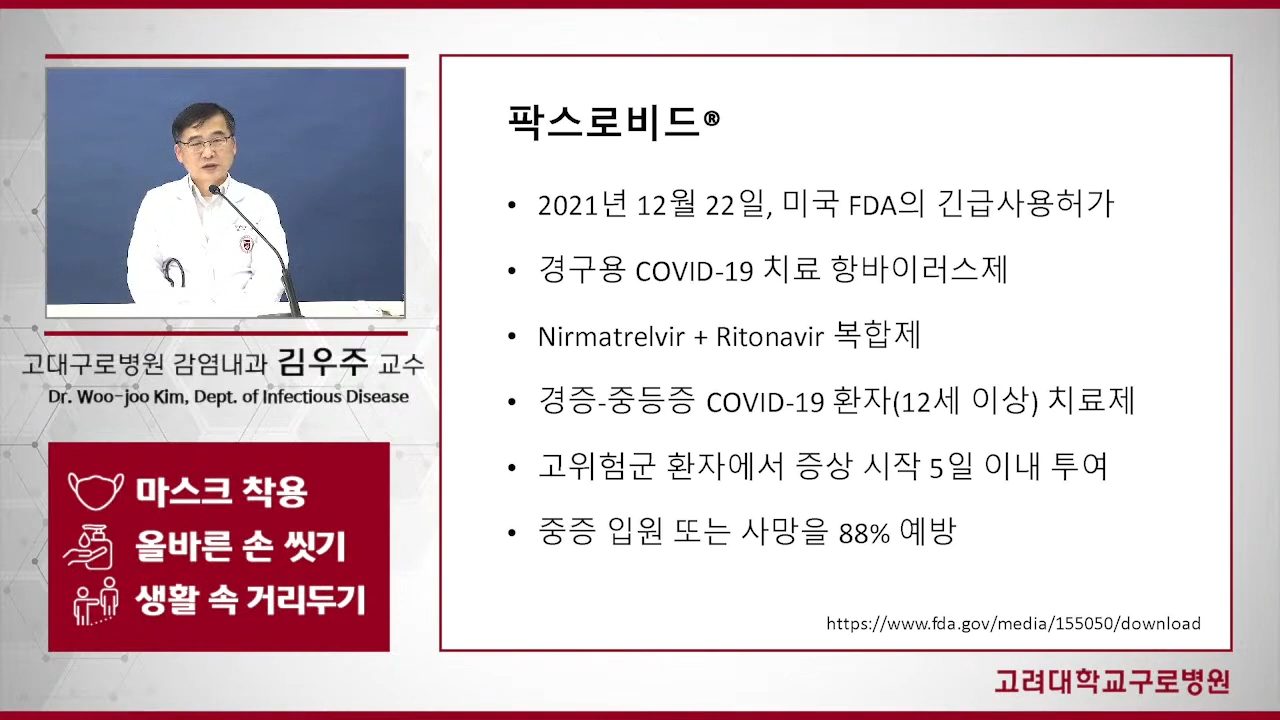 고대구로병원 감염내과 김우주 교수
Dr. Woo-joo Kim, Dept. of Infectious Disease
마스크 착용
올바른 손 씻기
생활 속 거리두기
팍스로비드®
• 2021년 12월 22일, 미국 FDA의 긴급사용허가
• 경구용 COVID-19 치료 항바이러스제
• Nirmatrelvir + Ritonavir 복합제
• 경증-중등증 COVID-19 환자(12세 이상) 치료제
• 고위험군 환자에서 증상 시작 5일 이내 투여
• 중증 입원 또는 사망을 88% 예방
https://www.fda.gov/media/155050/download
고려대학교구로병원